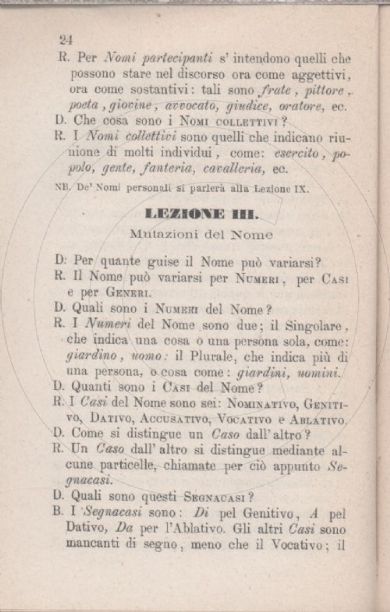 24
R. Per Nomi partecipanti s' intendono quelli che
possono stare nel discorso ora come aggettivi,
ora come sostantivi: tali sono frate, pittore,
poeta, giovine, avvocato, giudice, oratore, ec.
D. Che cosa sono i NOMI COLLETTIVI?
R. I Nomi collettivi sono quelli che indicano riu-
nione di molti individui, come: esercito, po-
polo, gente, fanteria, cavalleria, ec.
NB. De' Nomi personali si parlerà alla Lezione IX.
LEZIONE III.
Mutazioni del Nome
D: Per quante guise il Nome può variarsi?
R. Il Nome può variarsi per NUMERI, per CASI
e per GENERI.
D. Quali sono i NUMERI del Nome?
R. I Numeri del Nome sono due; il Singolare,
che indica una cosa o una persona sola, come:
giardino, uomo: il Plurale, che indica più di
una persona, o cosa come: giardini, uomini.
D. Quanti sono i CASI del Nome?
R. I Casi del Nome sono sei: NOMINATIVO, GENITI-
VO, DATIVO, ACCUSATIVO, VOCATIVO e ABLATIVO.
D. Come si distingue un Caso dall' altro?
R. Un Caso dall' altro si distingue mediante al-
cune particelle, chiamate per ciò appunto Se-
gnacasi.
D. Quali sono questi SEGNACASI?
B. I Segnacasi sono: Di pel Genitivo, A pel
Dativo, Da per l'Ablativo. Gli altri Casi sono
mancanti di segno, meno che il Vocativo; il